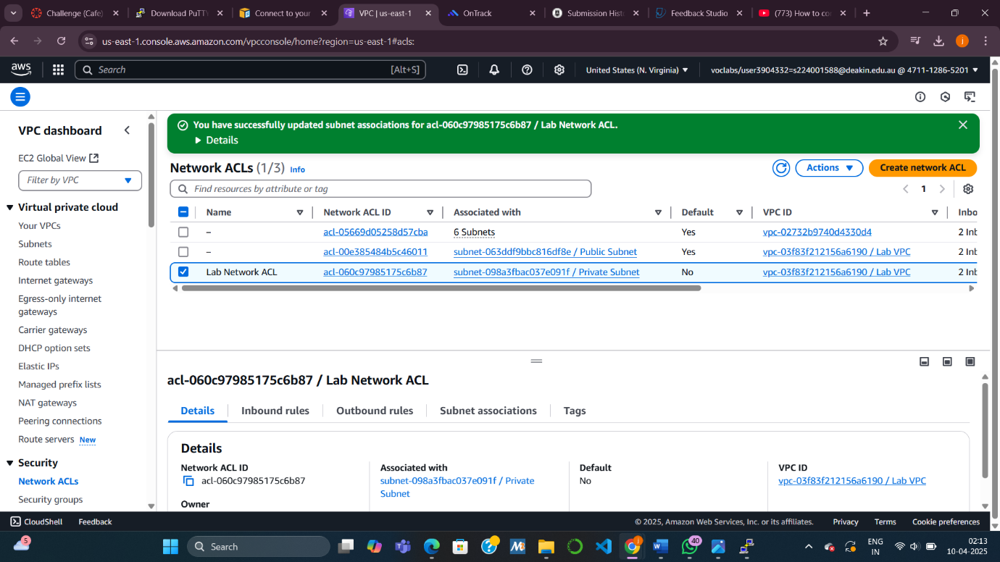 Challenge (Cafe)
Download PuTTY
Connect to your
VPC | us-east-1
OnTrack
Submission Hist
Feedback Studio
(773) How to co
us-east-1.console.aws.amazon.com/vpcconsole/home?region=us-east-1#acls:
j
aws
Search
[Alt+S]
United States (N. Virginia)
voclabs/user3904332=s224001588@deakin.edu.au @ 4711-1286-5201
VPC dashboard
EC2 Global View
Filter by VPC
Virtual private cloud
Your VPCs
Subnets
Route tables
Internet gateways
Egress-only internet
gateways
Carrier gateways
DHCP option sets
Elastic IPs
Managed prefix lists
NAT gateways
Peering connections
Route servers New
Security
Network ACLs
Security groups
You have successfully updated subnet associations for acl-060c97985175c6b87 / Lab Network ACL.
Details
Network ACLs (1/3) Info
Actions
Create network ACL
Find resources by attribute or tag
1
Name Network ACL ID Associated with Default VPC ID Inbo
– acl-05669d05258d57cba 6 Subnets Yes vpc-02732b9740d4330d4 2 Inb
– acl-00e385484b5c46011 subnet-063ddf9bbc816df8e / Public Subnet Yes vpc-03f83f212156a6190 / Lab VPC 2 Inb
Lab Network ACL acl-060c97985175c6b87 subnet-098a3fbac037e091f / Private Subnet No vpc-03f83f212156a6190 / Lab VPC 2 Inb
acl-060c97985175c6b87 / Lab Network ACL
Details Inbound rules Outbound rules Subnet associations Tags
Details
Network ACL ID
acl-060c97985175c6b87
Owner
Associated with
subnet-098a3fbac037e091f / Private
Subnet
Default
No
VPC ID
vpc-03f83f212156a6190 / Lab VPC
CloudShell Feedback
© 2025, Amazon Web Services, Inc. or its affiliates. Privacy Terms Cookie preferences
5
Search
40
ENG
IN
02:13
10-04-2025